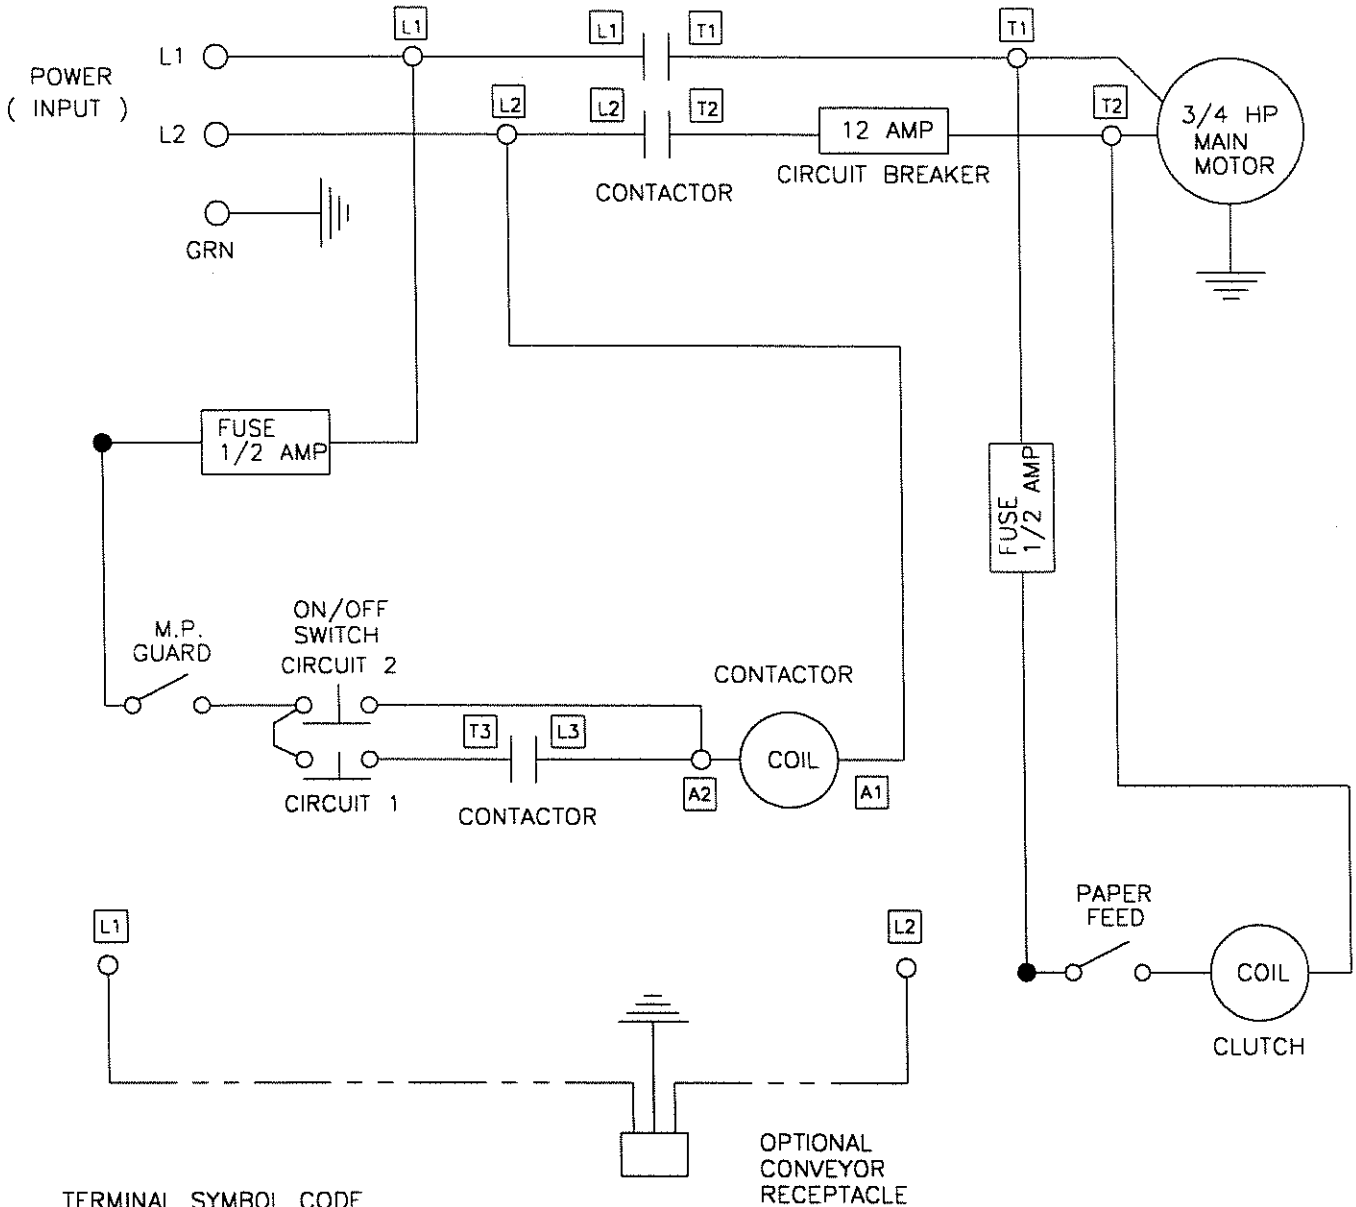 L1
L1
T1
T1
POWER
( INPUT )
L1
L2
L2
L2
T2
T2
12 AMP
CIRCUIT BREAKER
CONTACTOR
3/4 HP
MAIN
MOTOR
GRN
FUSE
1/2 AMP
FUSE
1/2 AMP
M.P.
GUARD
ON/OFF
SWITCH
CIRCUIT 2
CONTACTOR
T3
L3
COIL
A2
A1
CIRCUIT 1
CONTACTOR
L1
L2
PAPER
FEED
COIL
CLUTCH
OPTIONAL
CONVEYOR
RECEPTACLE
TERMINAL SYMBOL CODE